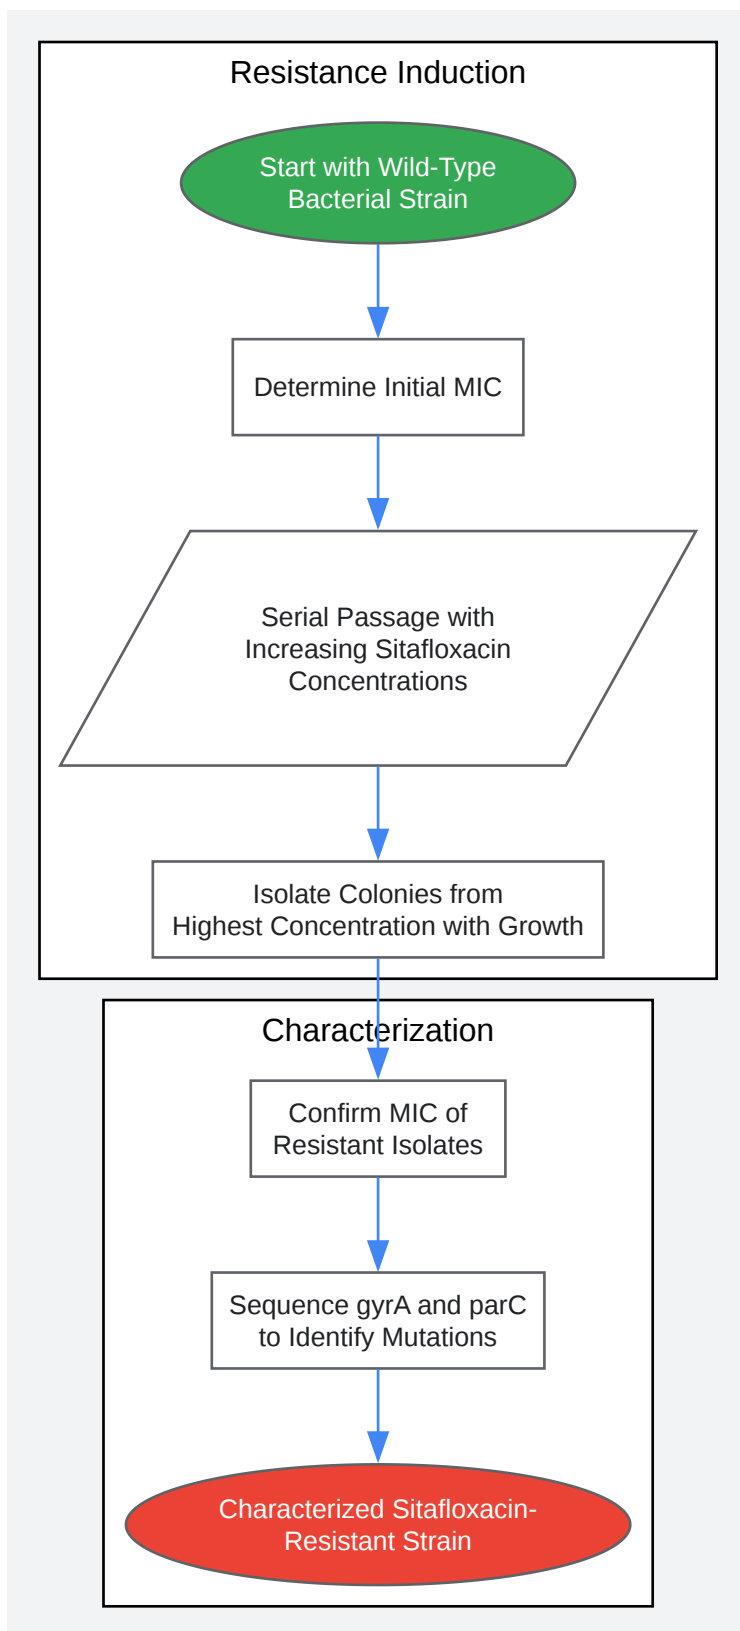 Resistance Induction
Start with Wild-Type
Bacterial Strain
Determine Initial MIC
Serial Passage with
Increasing Sitafloxacin
Concentrations
Isolate Colonies from
Highest Concentration with Growth
Characterization
Confirm MIC of
Resistant Isolates
Sequence gyrA and parC
to Identify Mutations
Characterized Sitafloxacin-
Resistant Strain